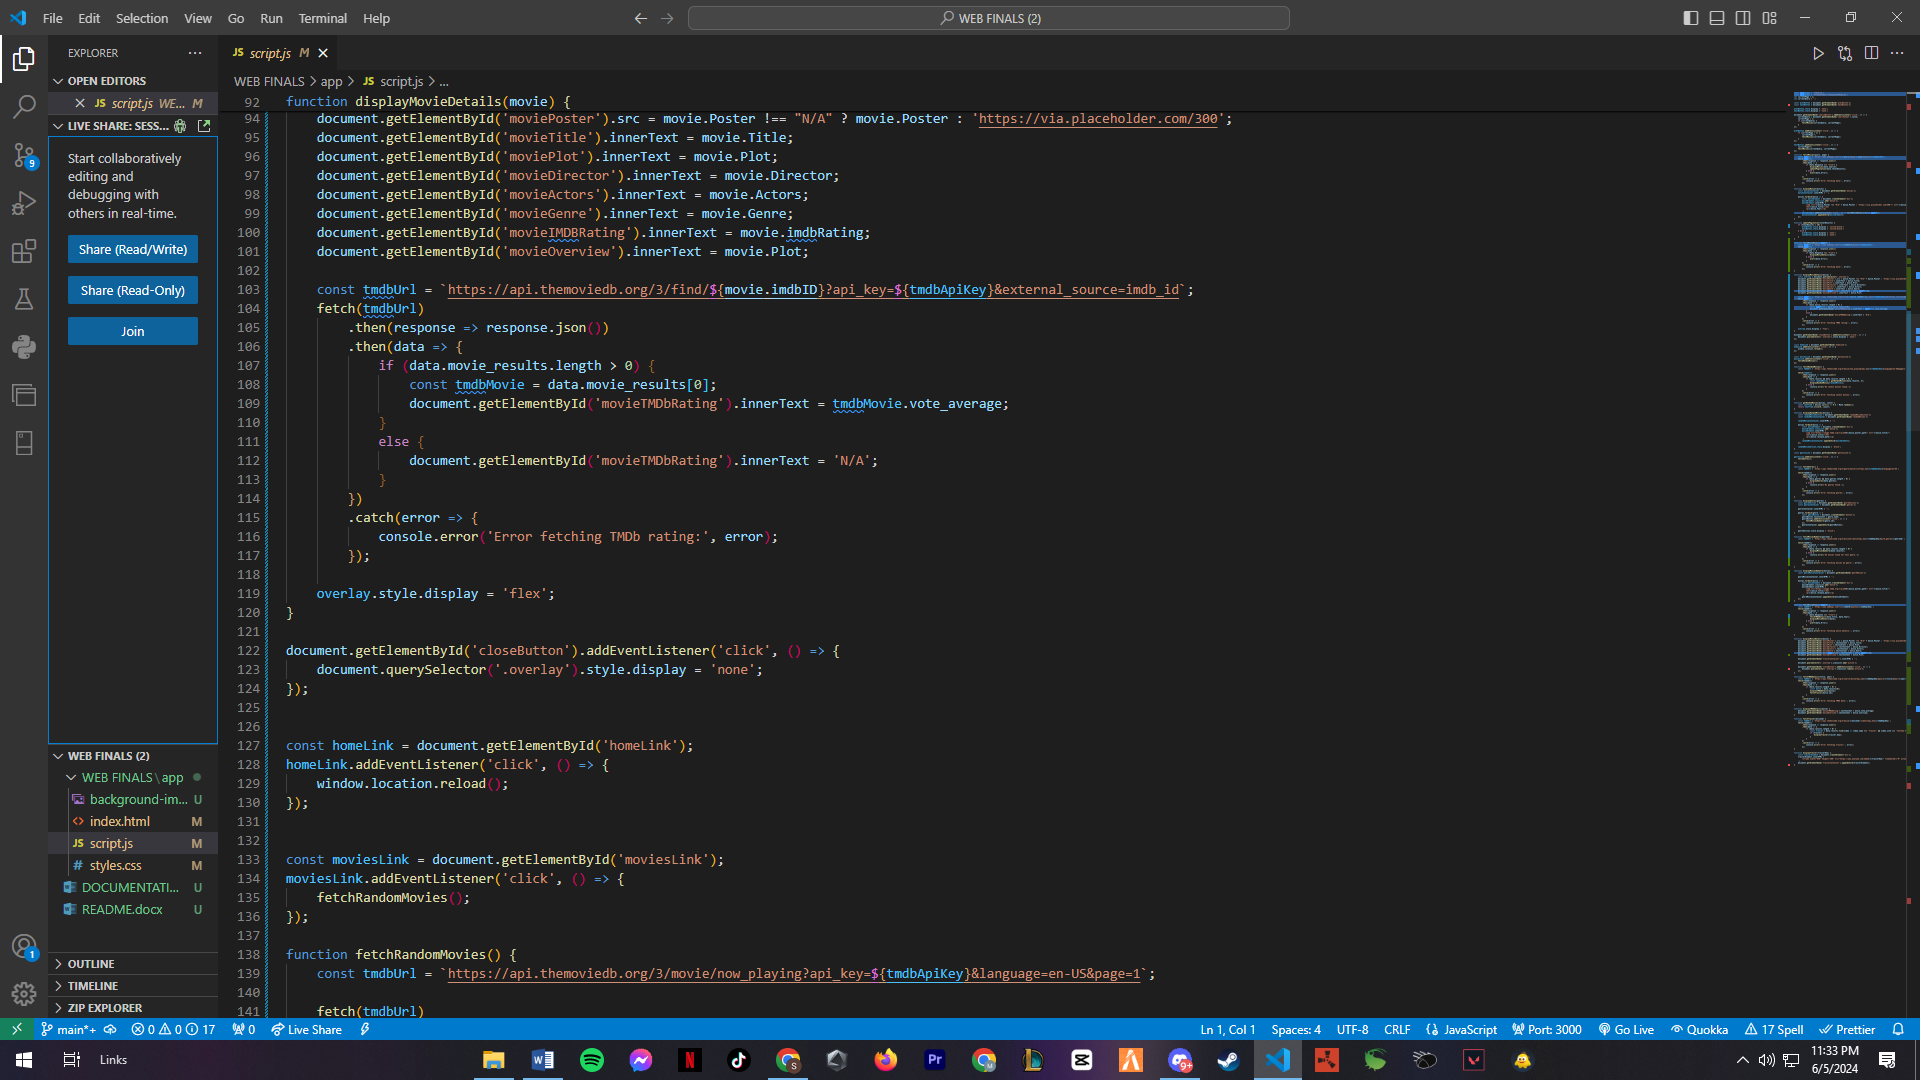 File Edit Selection View Go Run Terminal Help
WEB FINALS (2)
EXPLORER
OPEN EDITORS
JS script.js WE... M
LIVE SHARE: SESS...
Start collaboratively
editing and
debugging with
others in real-time.
Share (Read/Write)
Share (Read-Only)
Join
WEB FINALS (2)
WEB FINALS \ app
background-im... U
index.html M
JS script.js M
# styles.css M
DOCUMENTATI... U
README.docx U
OUTLINE
TIMELINE
ZIP EXPLORER
9
1
JS script.js M
WEB FINALS > app > JS script.js > ...
92 function displayMovieDetails(movie) {
94 document.getElementById('moviePoster').src = movie.Poster !== "N/A" ? movie.Poster : 'https://via.placeholder.com/300';
95 document.getElementById('movieTitle').innerText = movie.Title;
96 document.getElementById('moviePlot').innerText = movie.Plot;
97 document.getElementById('movieDirector').innerText = movie.Director;
98 document.getElementById('movieActors').innerText = movie.Actors;
99 document.getElementById('movieGenre').innerText = movie.Genre;
100 document.getElementById('movieIMDBRating').innerText = movie.imdbRating;
101 document.getElementById('movieOverview').innerText = movie.Plot;
102
103 const tmdbUrl = `https://api.themoviedb.org/3/find/${movie.imdbID}?api_key=${tmdbApiKey}&external_source=imdb_id`;
104 fetch(tmdbUrl)
105 .then(response => response.json())
106 .then(data => {
107 if (data.movie_results.length > 0) {
108 const tmdbMovie = data.movie_results[0];
109 document.getElementById('movieTMDbRating').innerText = tmdbMovie.vote_average;
110 }
111 else {
112 document.getElementById('movieTMDbRating').innerText = 'N/A';
113 }
114 })
115 .catch(error => {
116 console.error('Error fetching TMDb rating:', error);
117 });
118
119 overlay.style.display = 'flex';
120 }
121
122 document.getElementById('closeButton').addEventListener('click', () => {
123 document.querySelector('.overlay').style.display = 'none';
124 });
125
126
127 const homeLink = document.getElementById('homeLink');
128 homeLink.addEventListener('click', () => {
129 window.location.reload();
130 });
131
132
133 const moviesLink = document.getElementById('moviesLink');
134 moviesLink.addEventListener('click', () => {
135 fetchRandomMovies();
136 });
137
138 function fetchRandomMovies() {
139 const tmdbUrl = `https://api.themoviedb.org/3/movie/now_playing?api_key=${tmdbApiKey}&language=en-US&page=1`;
140
141 fetch(tmdbUrl)
main*+ 0 0 17 0 Live Share Ln 1, Col 1 Spaces: 4 UTF-8 CRLF JavaScript Port: 3000 Go Live Quokka 17 Spell Prettier
Links
11:33 PM
6/5/2024